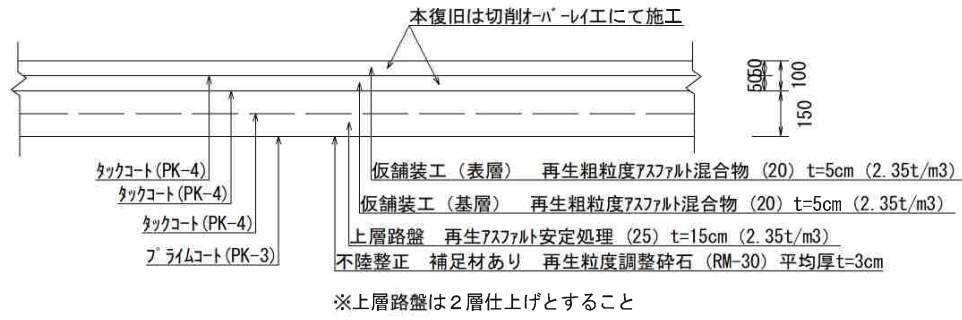 本復旧は切削ｵｰﾊﾞｰﾚｲ工にて施工
50
50
100
150
ﾀｯｸｺｰﾄ(PK-4)
仮舗装工（表層）　再生粗粒度ｱｽﾌｧﾙﾄ混合物（20）t=5cm（2.35t/m3）
ﾀｯｸｺｰﾄ(PK-4)
仮舗装工（基層）　再生粗粒度ｱｽﾌｧﾙﾄ混合物（20）t=5cm（2.35t/m3）
ﾀｯｸｺｰﾄ(PK-4)
上層路盤　再生ｱｽﾌｧﾙﾄ安定処理（25）t=15cm（2.35t/m3）
ﾌﾟﾗｲﾑｺｰﾄ(PK-3)
不陸整正　補足材あり　再生粒度調整砕石（RM-30）平均厚t=3cm
※上層路盤は２層仕上げとすること